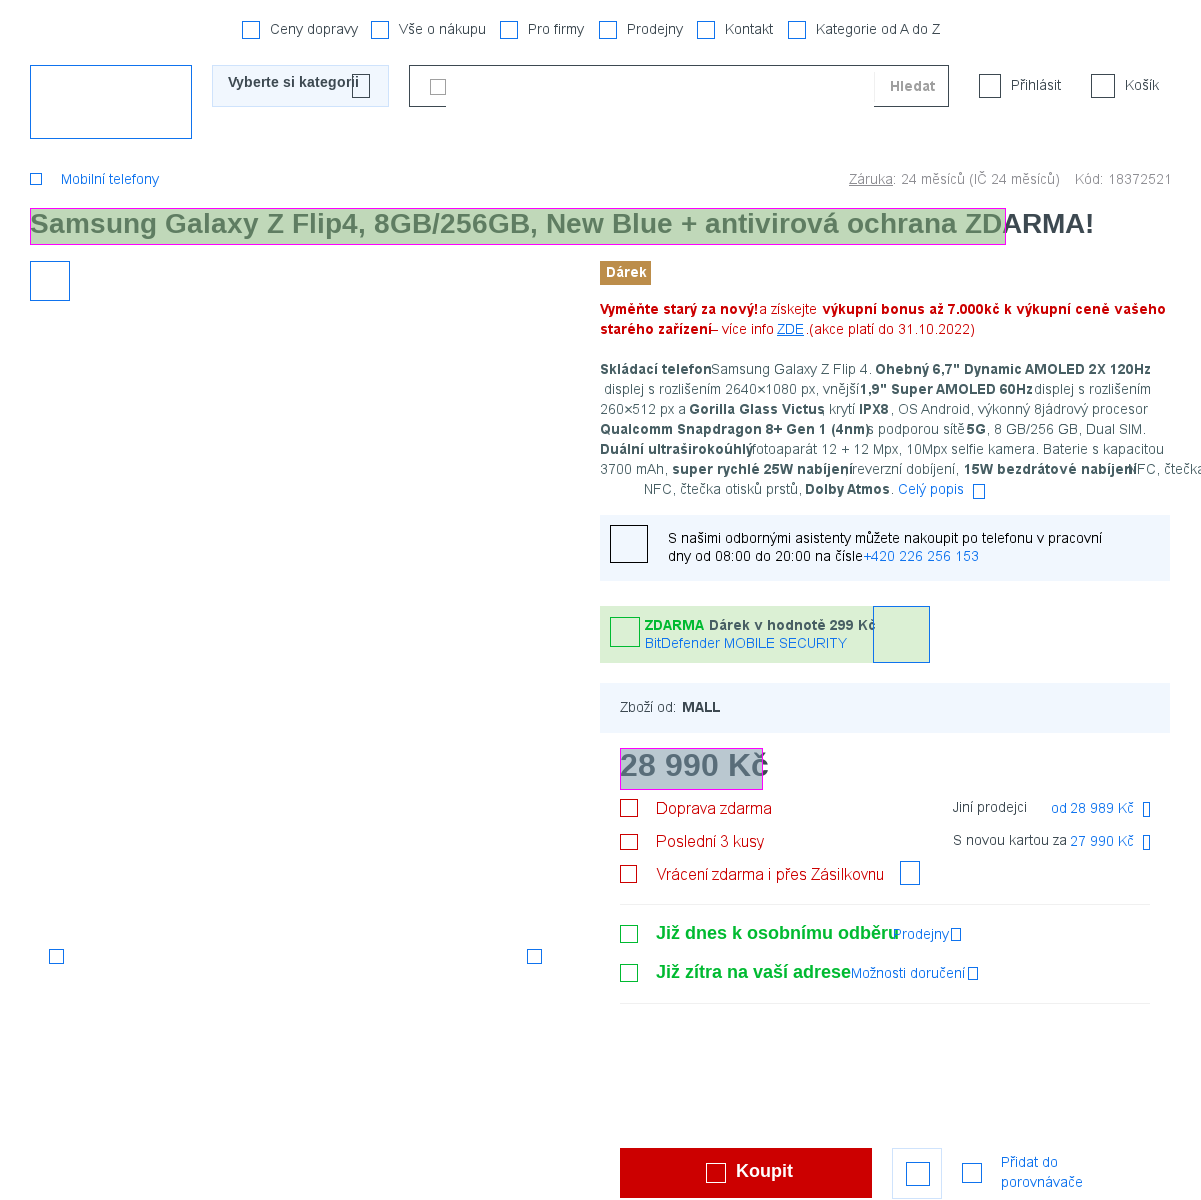 Ceny dopravy Vše o nákupu Pro firmy Prodejny Kontakt Kategorie od A do Z
Vyberte si kategorii Hledat Přihlásit Košík
Mobilní telefony Záruka: 24 měsíců (IČ 24 měsíců) Kód: 18372521
Samsung Galaxy Z Flip4, 8GB/256GB, New Blue + antivirová ochrana ZDARMA!
Dárek
Vyměňte starý za nový! a získejte výkupní bonus až 7.000kč k výkupní ceně vašeho
starého zařízení – více info ZDE .(akce platí do 31.10.2022)
Skládací telefon Samsung Galaxy Z Flip 4. Ohebný 6,7" Dynamic AMOLED 2X 120Hz
displej s rozlišením 2640×1080 px, vnější 1,9" Super AMOLED 60Hz displej s rozlišením
260×512 px a Gorilla Glass Victus, krytí IPX8, OS Android, výkonný 8jádrový procesor
Qualcomm Snapdragon 8+ Gen 1 (4nm) s podporou sítě 5G, 8 GB/256 GB, Dual SIM.
Duální ultraširokoúhlý fotoaparát 12 + 12 Mpx, 10Mpx selfie kamera. Baterie s kapacitou
3700 mAh, super rychlé 25W nabíjení reverzní dobíjení, 15W bezdrátové nabíjení NFC, čtečka
NFC, čtečka otisků prstů, Dolby Atmos. Celý popis
S našimi odbornými asistenty můžete nakoupit po telefonu v pracovní
dny od 08:00 do 20:00 na čísle +420 226 256 153
ZDARMA Dárek v hodnotě 299 Kč
BitDefender MOBILE SECURITY
Zboží od: MALL
28 990 Kč
Doprava zdarma Jiní prodejci od 28 989 Kč
Poslední 3 kusy S novou kartou za 27 990 Kč
Vrácení zdarma i přes Zásilkovnu
Již dnes k osobnímu odběru Prodejny
Již zítra na vaší adrese Možnosti doručení
Koupit Přidat do
porovnávače